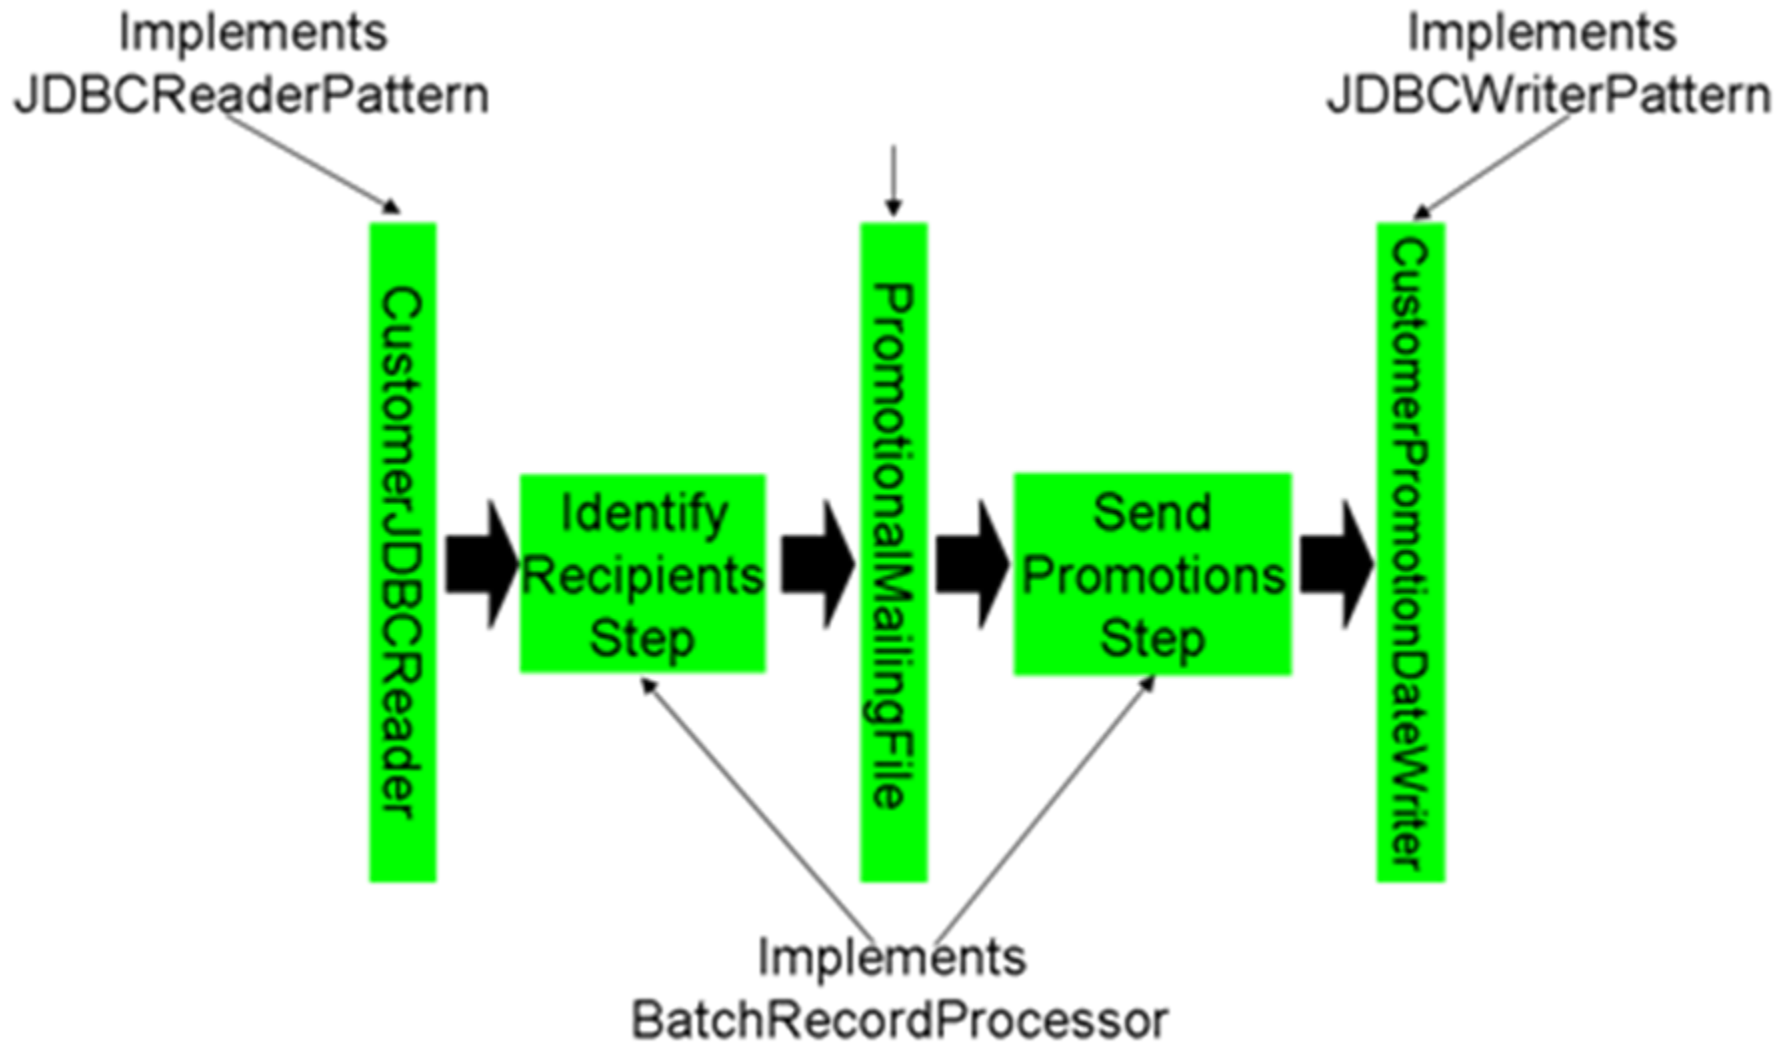 Implements
JDBCReaderPattern
Implements
JDBCWriterPattern
CustomerJDBCReader
Identify
Recipients
Step
PromotionalMailingFile
Send
Promotions
Step
CustomerPromotionDateWriter
Implements
BatchRecordProcessor